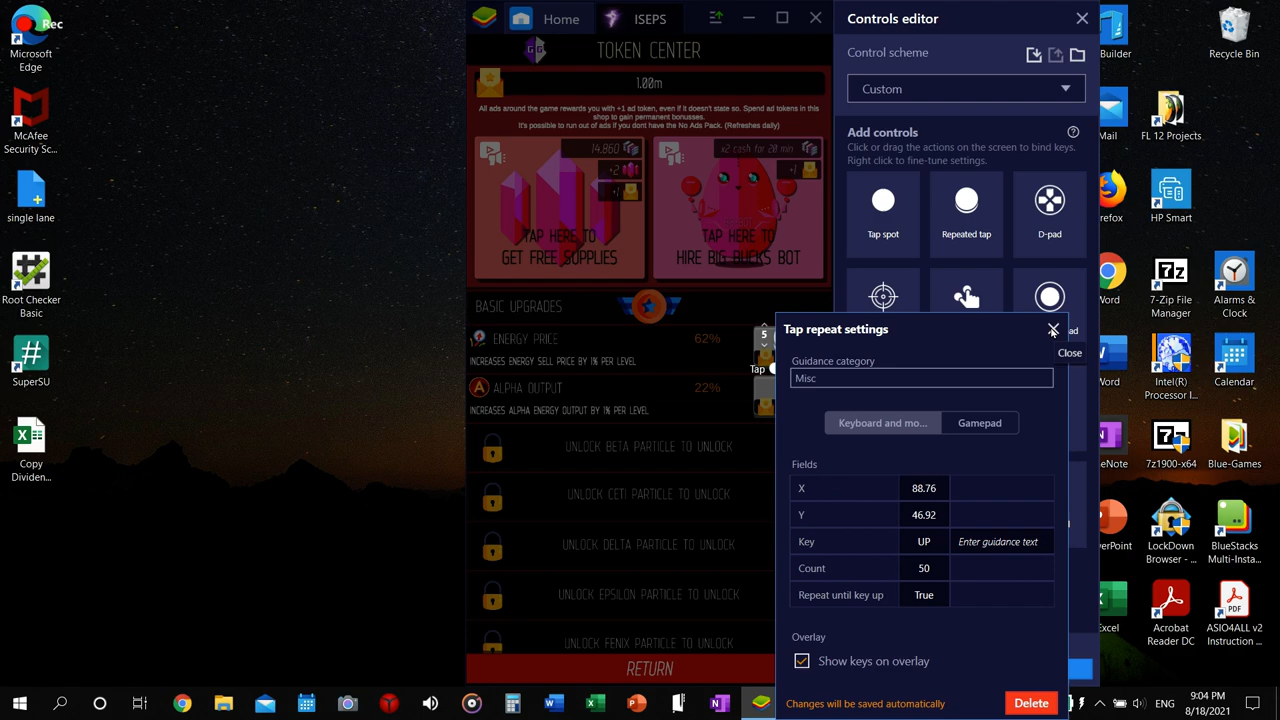 Rec
Microsoft
Edge
McAfee
Security Sc...
single lane
Root Checker
Basic
SuperSU
Copy
Dividen...
Home
ISEPS
TOKEN CENTER
1.00m
All ads around the game rewards you with +1 ad token, even if it doesn't state so. Spend ad tokens in this
shop to gain permanent bonuses.
It's possible to run out of ads if you dont have the No Ads Pack. (Refreshes daily)
14.860
+2
+1
TAP HERE TO
GET FREE SUPPLIES
x2 cash for 20 min
+1
TAP HERE TO
HIRE BIG BUCKS BOT
BASIC UPGRADES
ENERGY PRICE
62%
INCREASES ENERGY SELL PRICE BY 1% PER LEVEL
5
Tap
A
ALPHA OUTPUT
22%
INCREASES ALPHA ENERGY OUTPUT BY 1% PER LEVEL
UNLOCK BETA PARTICLE TO UNLOCK
UNLOCK CETI PARTICLE TO UNLOCK
UNLOCK DELTA PARTICLE TO UNLOCK
UNLOCK EPSILON PARTICLE TO UNLOCK
UNLOCK FENIX PARTICLE TO UNLOCK
RETURN
Controls editor
Control scheme
Custom
Add controls
Click or drag the actions on the screen to bind keys.
Right click to fine-tune settings.
Tap spot
Repeated tap
D-pad
ad
Tap repeat settings
Close
Guidance category
Misc
Keyboard and mo...
Gamepad
Fields
X
88.76
Y
46.92
Key
UP
Enter guidance text
Count
50
Repeat until key up
True
Overlay
Show keys on overlay
Changes will be saved automatically
Delete
Builder
Recycle Bin
Mail
FL 12 Projects
refox
HP Smart
Word
7-Zip File
Manager
Alarms &
Clock
Word
Intel(R)
Processor I...
Calendar
neNote
7z1900-x64
Blue-Games
verPoint
LockDown
Browser - ...
BlueStacks
Multi-Insta...
Excel
Acrobat
Reader DC
ASIO4ALL v2
Instruction ...
ENG
9:04 PM
8/18/2021